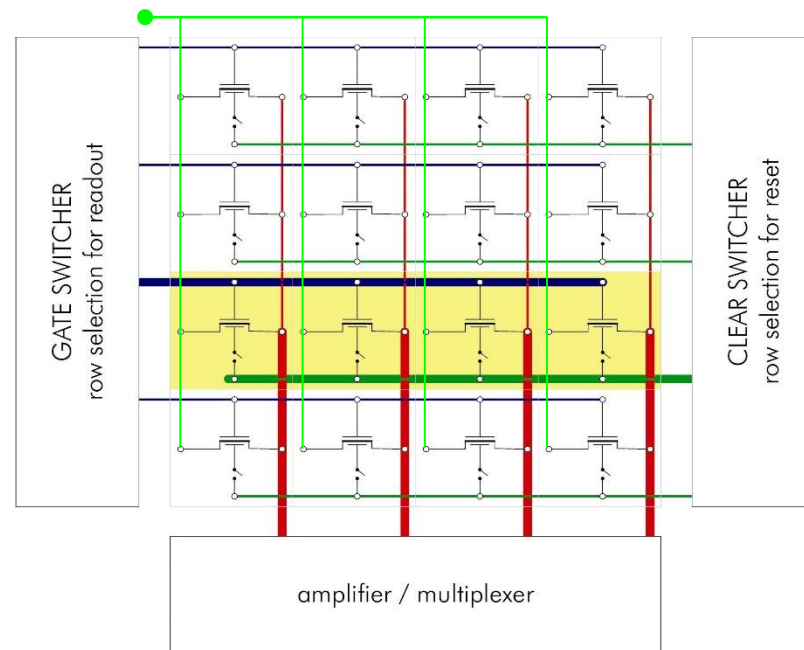 GATE SWITCHER
row selection for readout
CLEAR SWITCHER
row selection for reset
amplifier / multiplexer